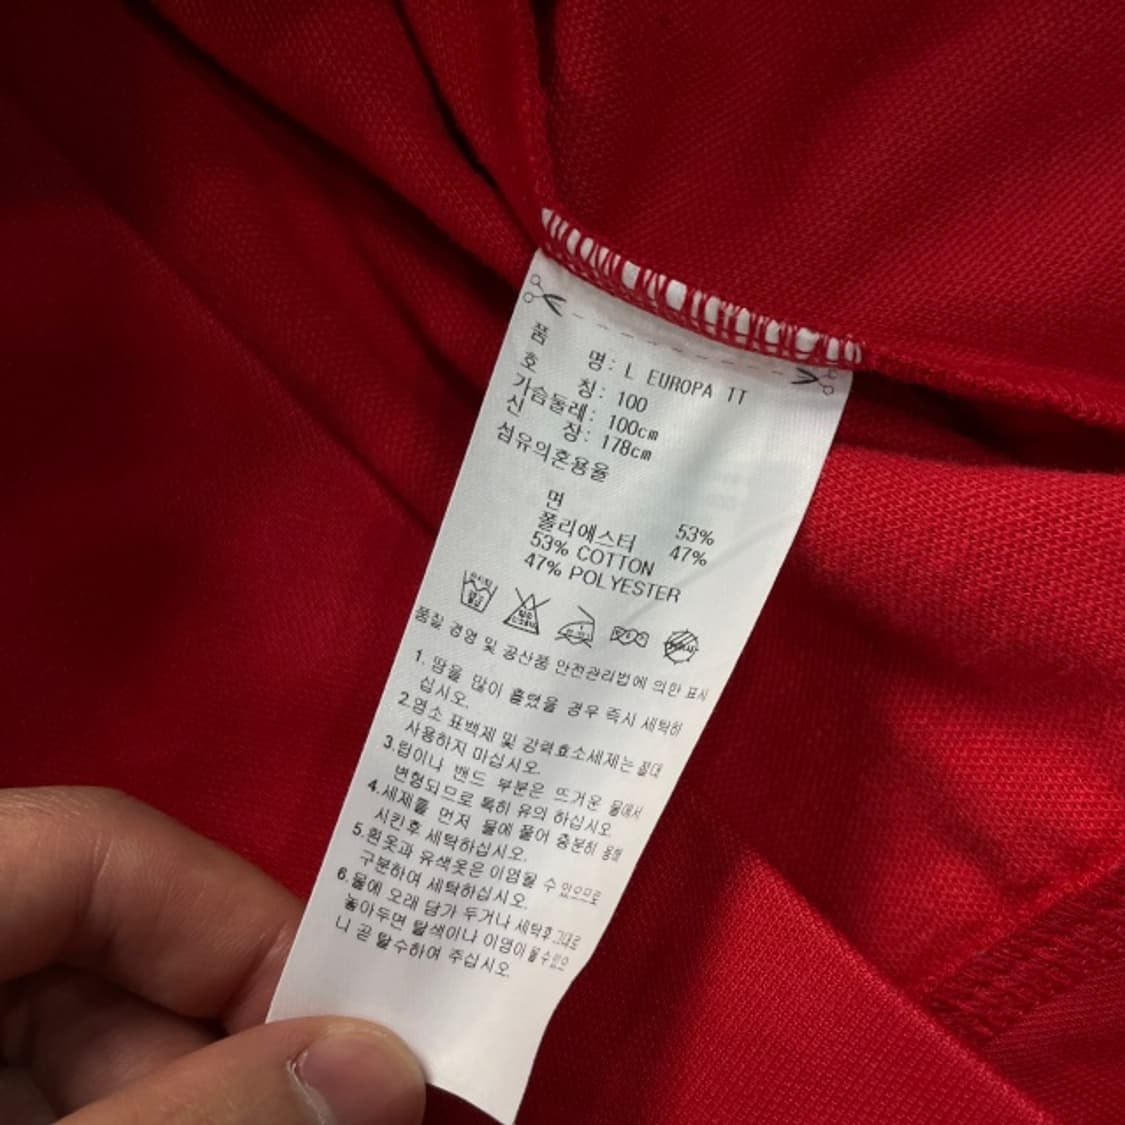 품 명: L EUROPA TT
호 칭: 100
가슴둘레: 100cm
신 장: 178cm
섬유의혼용율
면 53%
폴리에스터 47%
53% COTTON
47% POLYESTER
품질 경영 및 공산품 안전관리법에 의한 표시
1. 땀을 많이 흘렸을 경우 즉시 세탁하
십시오.
2.염소 표백제 및 강력효소세제는 절대
사용하지 마십시오.
3.립이나 밴드 부분은 뜨거운 물에서
변형되므로 특히 유의 하십시오
4.세제를 먼저 물에 풀어 충분히 용해
시킨후 세탁하십시오.
5.흰옷과 유색옷은 이염될 수 있으므로
구분하여 세탁하십시오.
6.물에 오래 담가 두거나 세탁후 그대로
놓아두면 탈색이나 이염이 될 수 있으
니 곧 탈수하여 주십시오.